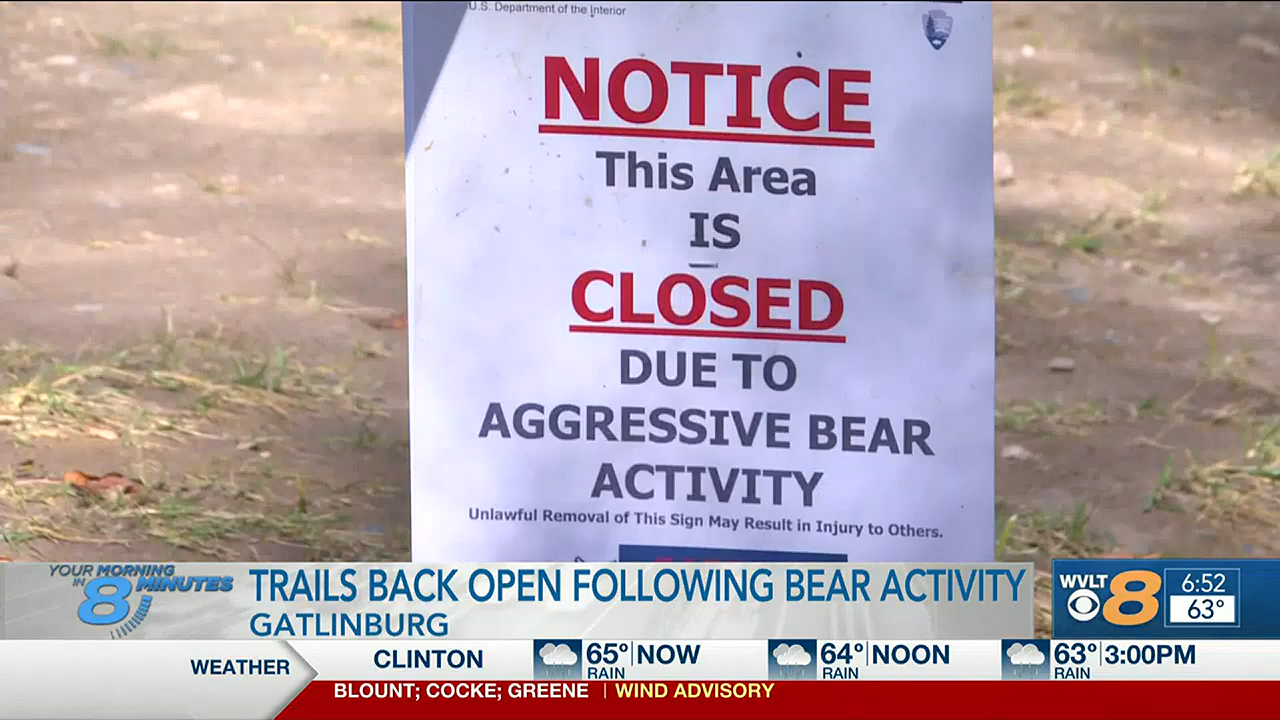 U.S. Department of the Interior
NOTICE
This Area
IS
CLOSED
DUE TO
AGGRESSIVE BEAR
ACTIVITY
Unlawful Removal of This Sign May Result in Injury to Others.
YOUR MORNING
IN
8 MINUTES
TRAILS BACK OPEN FOLLOWING BEAR ACTIVITY
GATLINBURG
WVLT 8
6:52
63°
WEATHER
CLINTON
65° NOW
RAIN
64° NOON
RAIN
63° 3:00PM
RAIN
BLOUNT; COCKE; GREENE | WIND ADVISORY